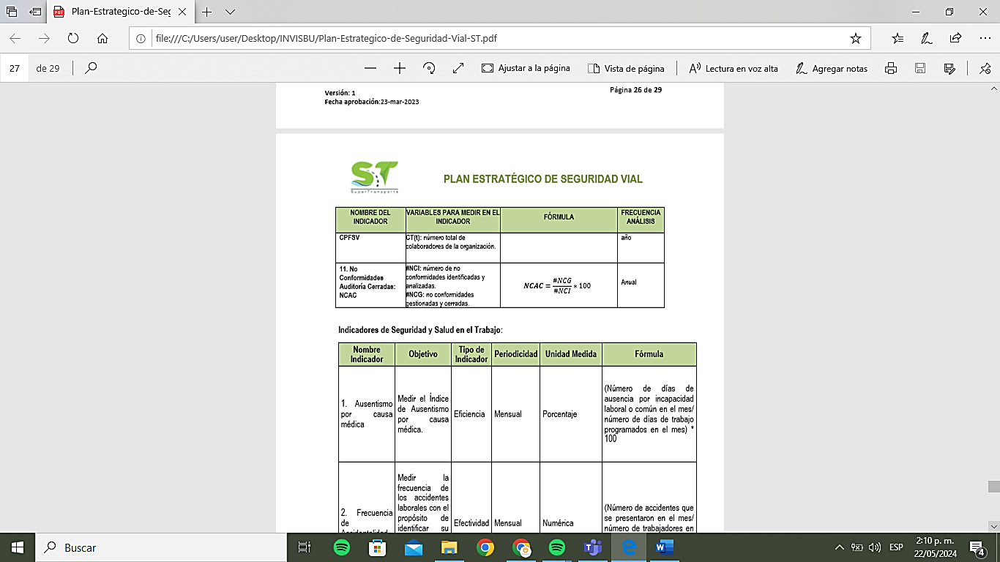 Plan-Estrategico-de-Seg
file:///C:/Users/user/Desktop/INVISBU/Plan-Estrategico-de-Seguridad-Vial-ST.pdf
27 de 29
Ajustar a la página
Vista de página
Lectura en voz alta
Agregar notas
Versión: 1
Fecha aprobación:23-mar-2023
Página 26 de 29
ST
SuperTransporte
PLAN ESTRATÉGICO DE SEGURIDAD VIAL
NOMBRE DEL
INDICADOR
VARIABLES PARA MEDIR EN EL
INDICADOR
FÓRMULA
FRECUENCIA
ANÁLISIS
CPFSV
CT(t): número total de
colaboradores de la organización.
año
11. No
Conformidades
Auditoría Cerradas:
NCAC
#NCI: número de no
conformidades identificadas y
analizadas.
#NCG: no conformidades
gestionadas y cerradas.
NCAC = #NCG / #NCI * 100
Anual
Indicadores de Seguridad y Salud en el Trabajo:
Nombre
Indicador
Objetivo
Tipo de
Indicador
Periodicidad
Unidad Medida
Fórmula
1. Ausentismo
por causa
médica
Medir el Índice
de Ausentismo
por causa
médica.
Eficiencia
Mensual
Porcentaje
(Número de días de
ausencia por incapacidad
laboral o común en el mes/
número de días de trabajo
programados en el mes) *
100
2. Frecuencia
de
Medir la
frecuencia de
los accidentes
laborales con el
propósito de
identificar su
Efectividad
Mensual
Numérica
(Número de accidentes que
se presentaron en el mes/
número de trabajadores en
Buscar
ESP
2:10 p. m.
22/05/2024
4